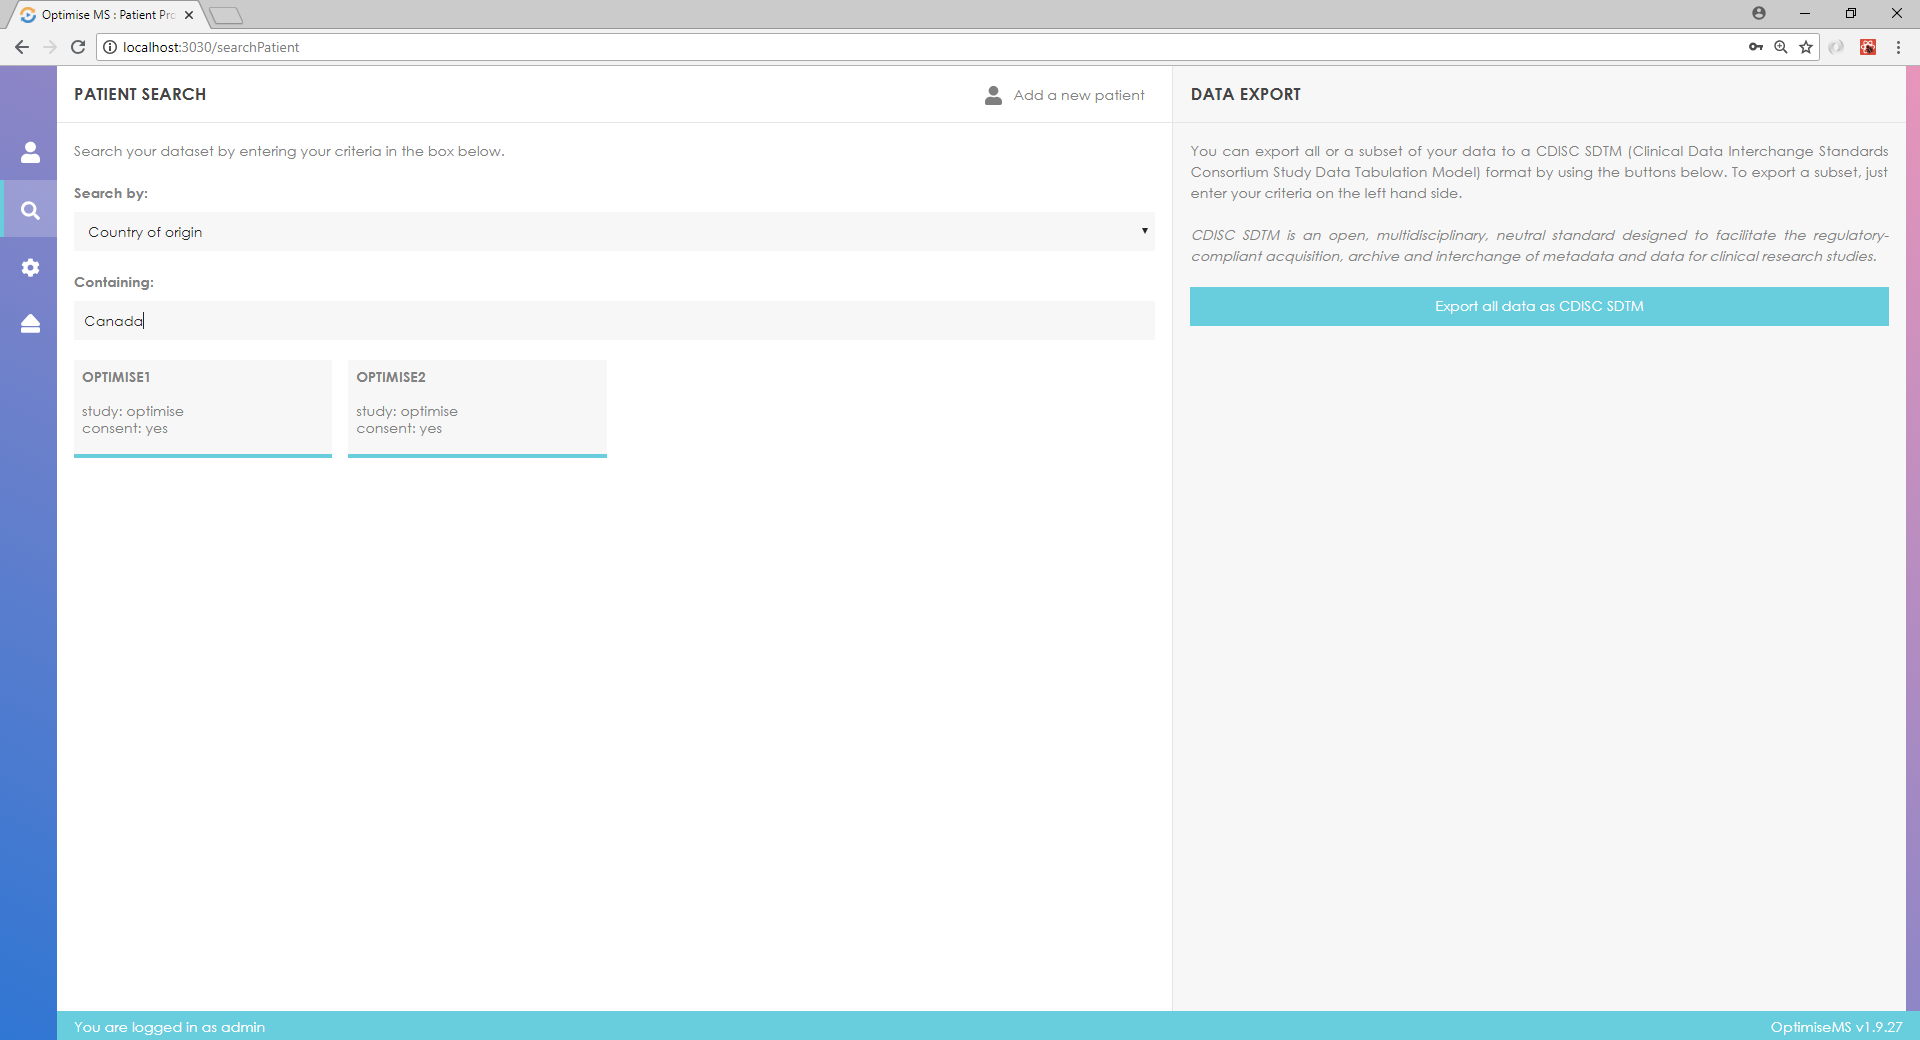 Optimise MS : Patient Pro
localhost:3030/searchPatient
PATIENT SEARCH
Add a new patient
Search your dataset by entering your criteria in the box below.
Search by:
Country of origin
Containing:
Canada
OPTIMISE1
study: optimise
consent: yes
OPTIMISE2
study: optimise
consent: yes
DATA EXPORT
You can export all or a subset of your data to a CDISC SDTM (Clinical Data Interchange Standards
Consortium Study Data Tabulation Model) format by using the buttons below. To export a subset, just
enter your criteria on the left hand side.
CDISC SDTM is an open, multidisciplinary, neutral standard designed to facilitate the regulatory-
compliant acquisition, archive and interchange of metadata and data for clinical research studies.
Export all data as CDISC SDTM
You are logged in as admin
OptimiseMS v1.9.27